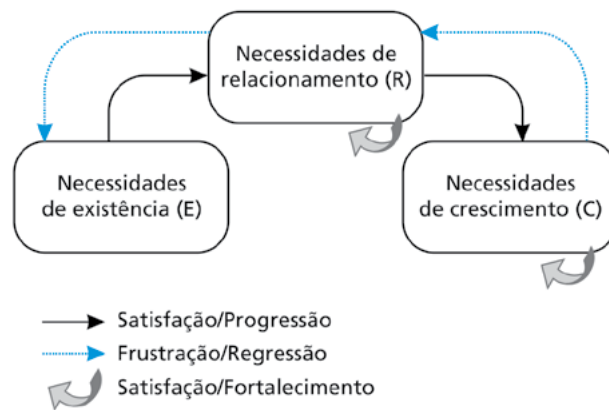 Necessidades de
relacionamento (R)
Necessidades
de existência (E)
Necessidades
de crescimento (C)
Satisfação/Progressão
Frustração/Regressão
Satisfação/Fortalecimento